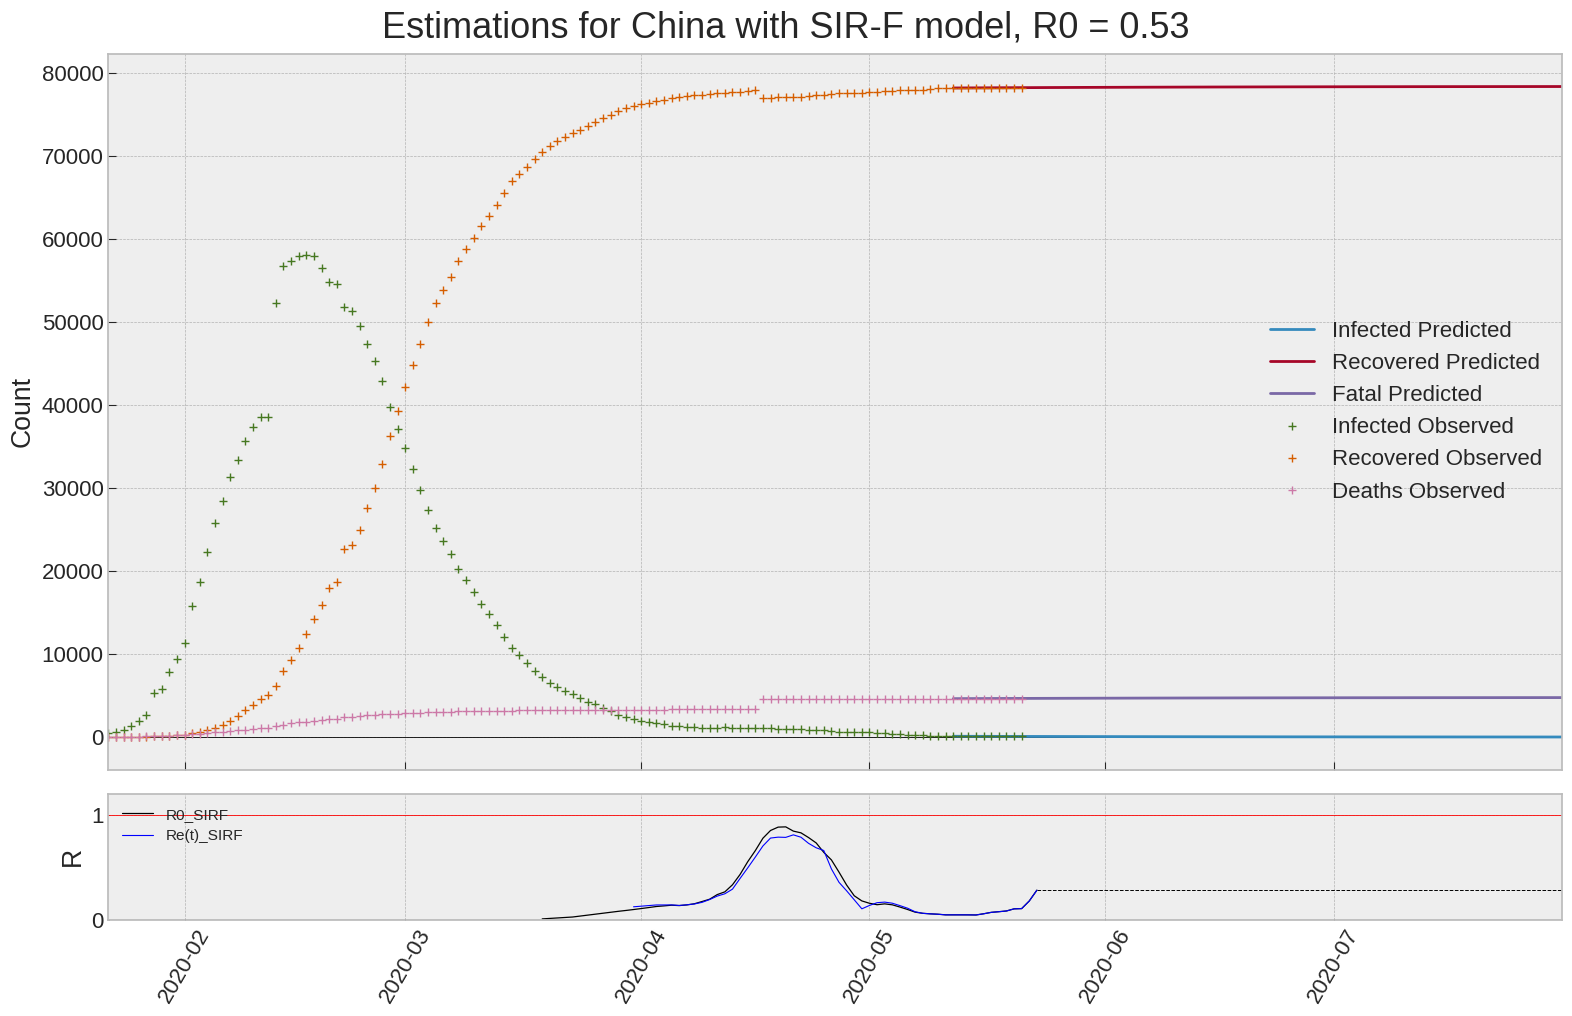 Estimations for China with SIR-F model, R0 = 0.53
80000
70000
60000
50000
40000
30000
20000
10000
0
Count
Infected Predicted
Recovered Predicted
Fatal Predicted
Infected Observed
Recovered Observed
Deaths Observed
1
0
R
R0_SIRF
Re(t)_SIRF
2020-02
2020-03
2020-04
2020-05
2020-06
2020-07